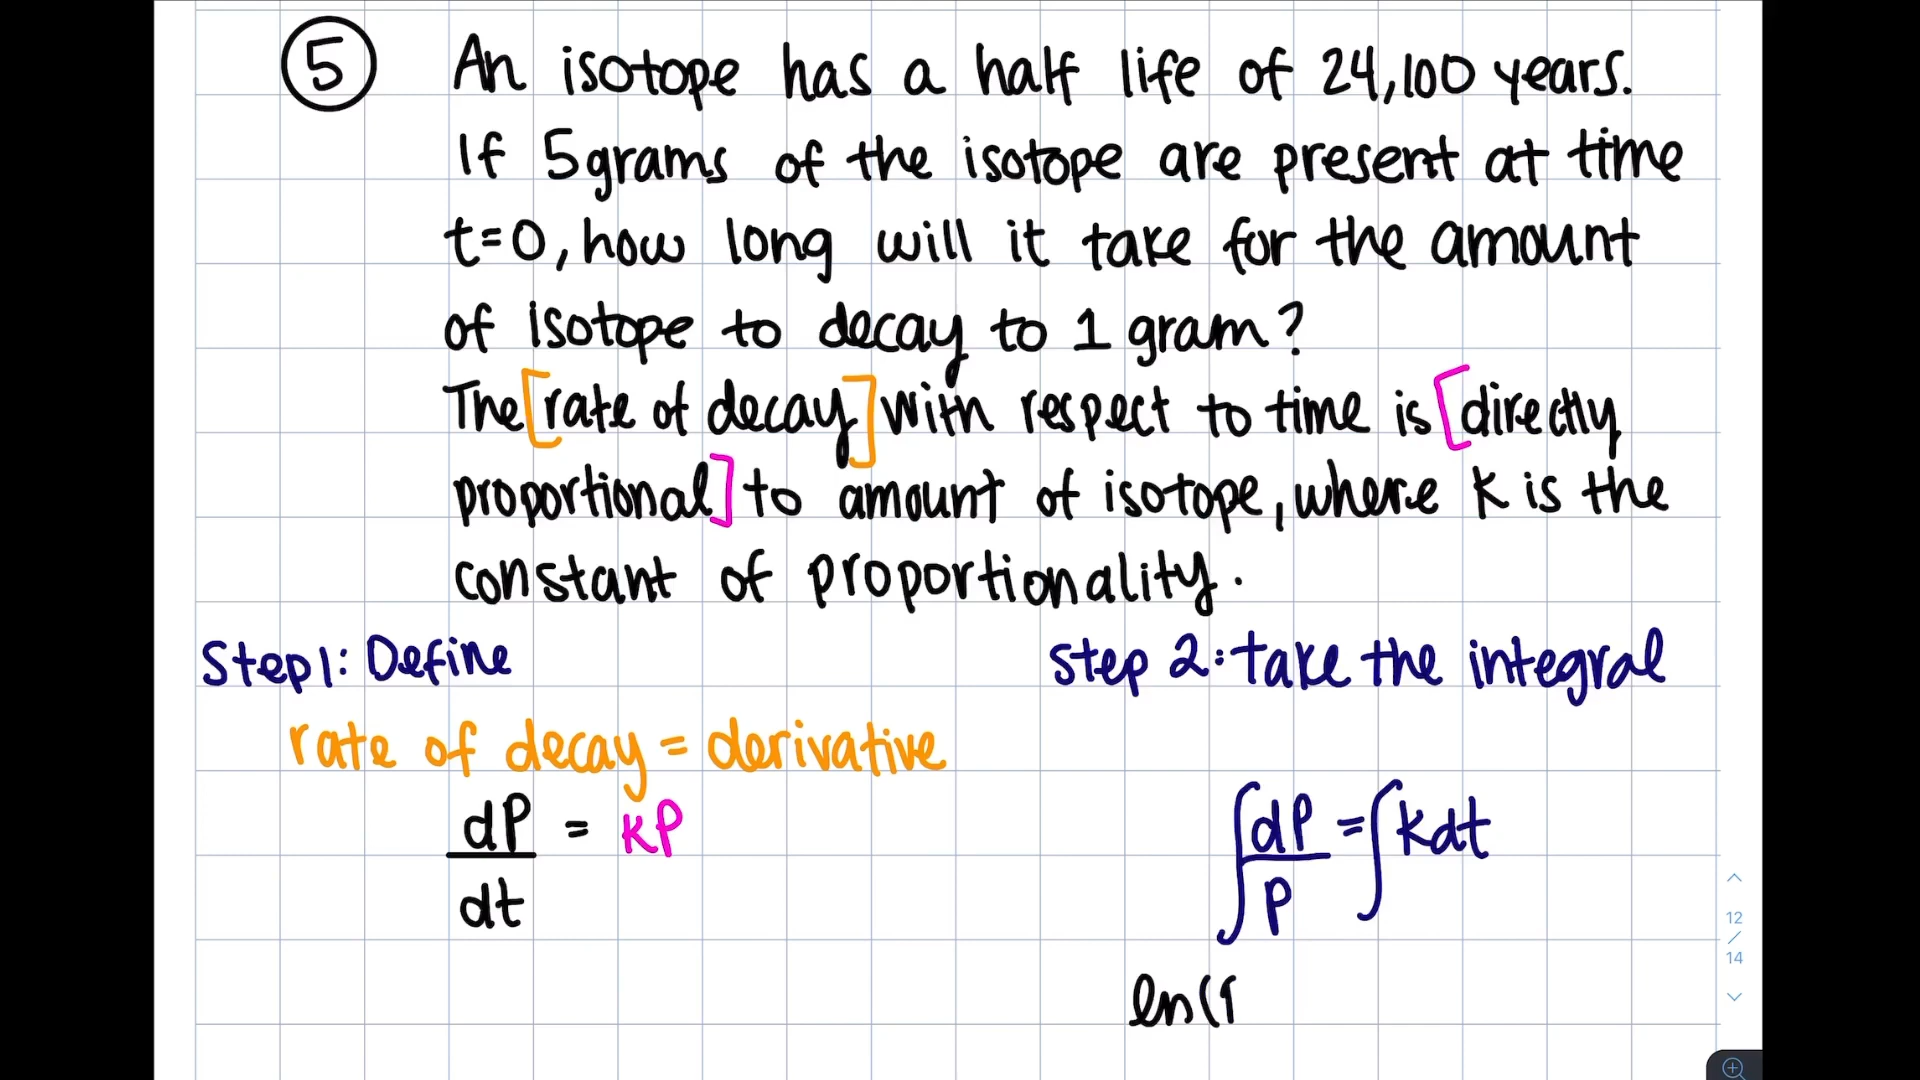 5 An isotope has a half life of 24,100 years.
If 5 grams of the isotope are present at time
t=0, how long will it take for the amount
of isotope to decay to 1 gram?
The [rate of decay] with respect to time is [directly
proportional] to amount of isotope, where k is the
constant of proportionality.
Step 1: Define
rate of decay = derivative
dP/dt = kP
step 2: take the integral
∫dP/P = ∫kdt
ln(
12
/
14